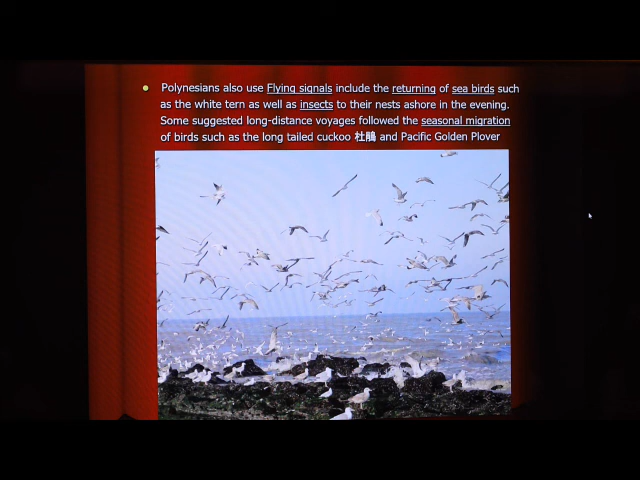 Polynesians also use Flying signals include the returning of sea birds such
as the white tern as well as insects to their nests ashore in the evening.
Some suggested long-distance voyages followed the seasonal migration
of birds such as the long tailed cuckoo 杜鵑 and Pacific Golden Plover